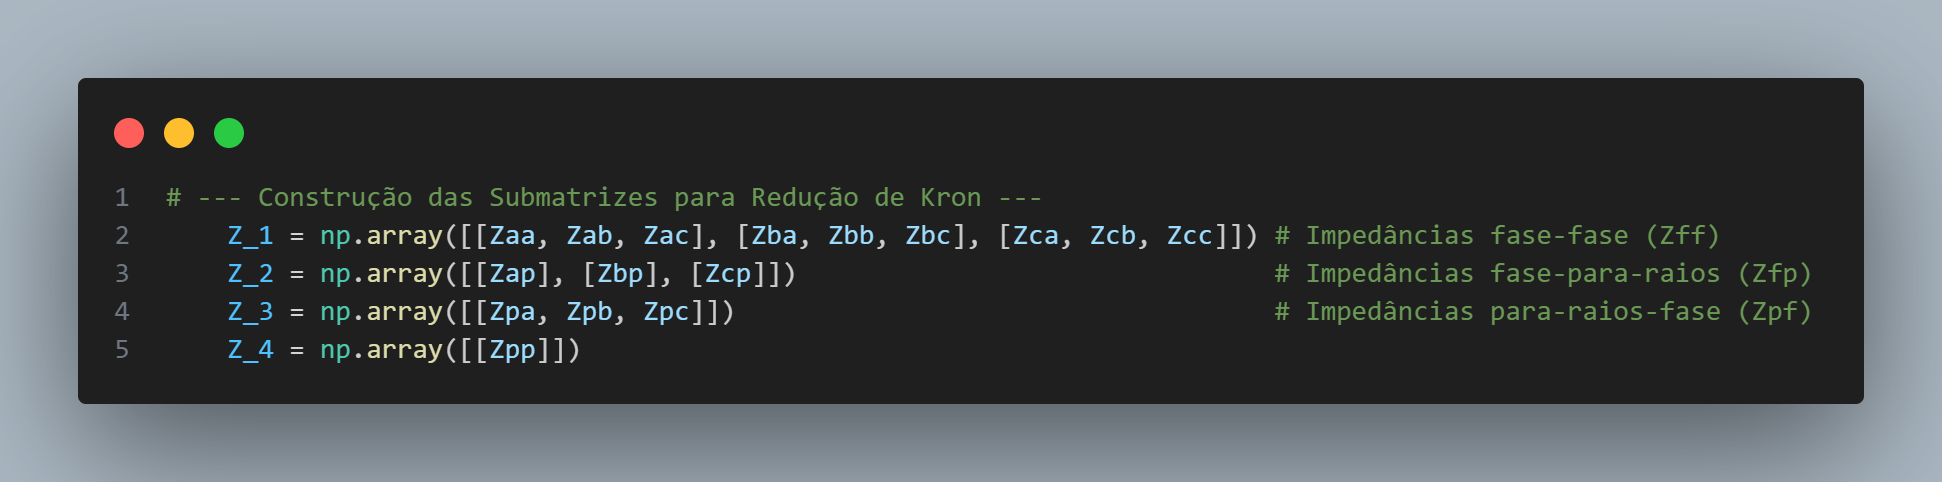 1 # --- Construção das Submatrizes para Redução de Kron ---
2     Z_1 = np.array([[Zaa, Zab, Zac], [Zba, Zbb, Zbc], [Zca, Zcb, Zcc]]) # Impedâncias fase-fase (Zff)
3     Z_2 = np.array([[Zap], [Zbp], [Zcp]])                               # Impedâncias fase-para-raios (Zfp)
4     Z_3 = np.array([[Zpa, Zpb, Zpc]])                                   # Impedâncias para-raios-fase (Zpf)
5     Z_4 = np.array([[Zpp]])